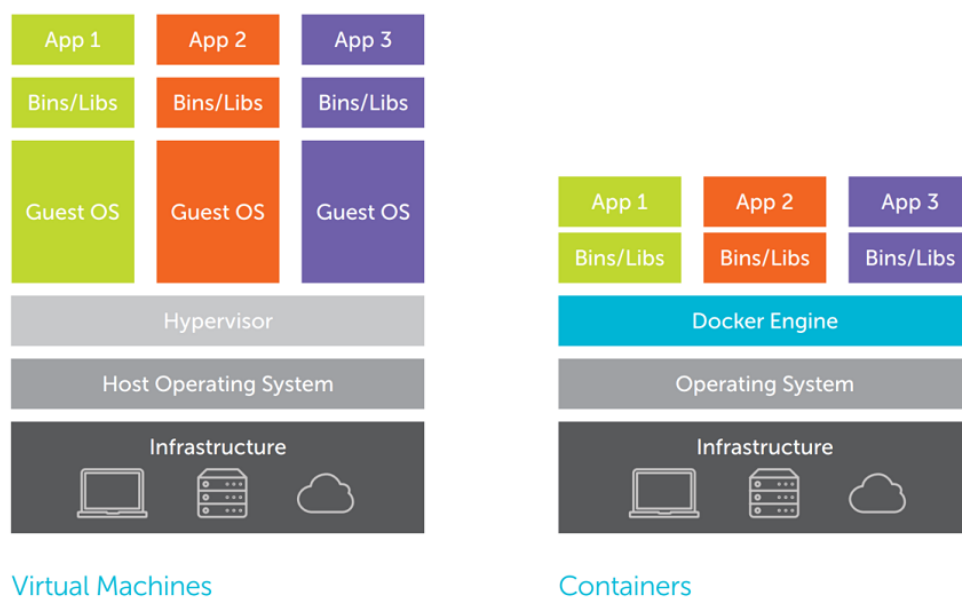 App 1 App 2 App 3
Bins/Libs Bins/Libs Bins/Libs
Guest OS Guest OS Guest OS
Hypervisor
Host Operating System
Infrastructure
Virtual Machines
App 1 App 2 App 3
Bins/Libs Bins/Libs Bins/Libs
Docker Engine
Operating System
Infrastructure
Containers